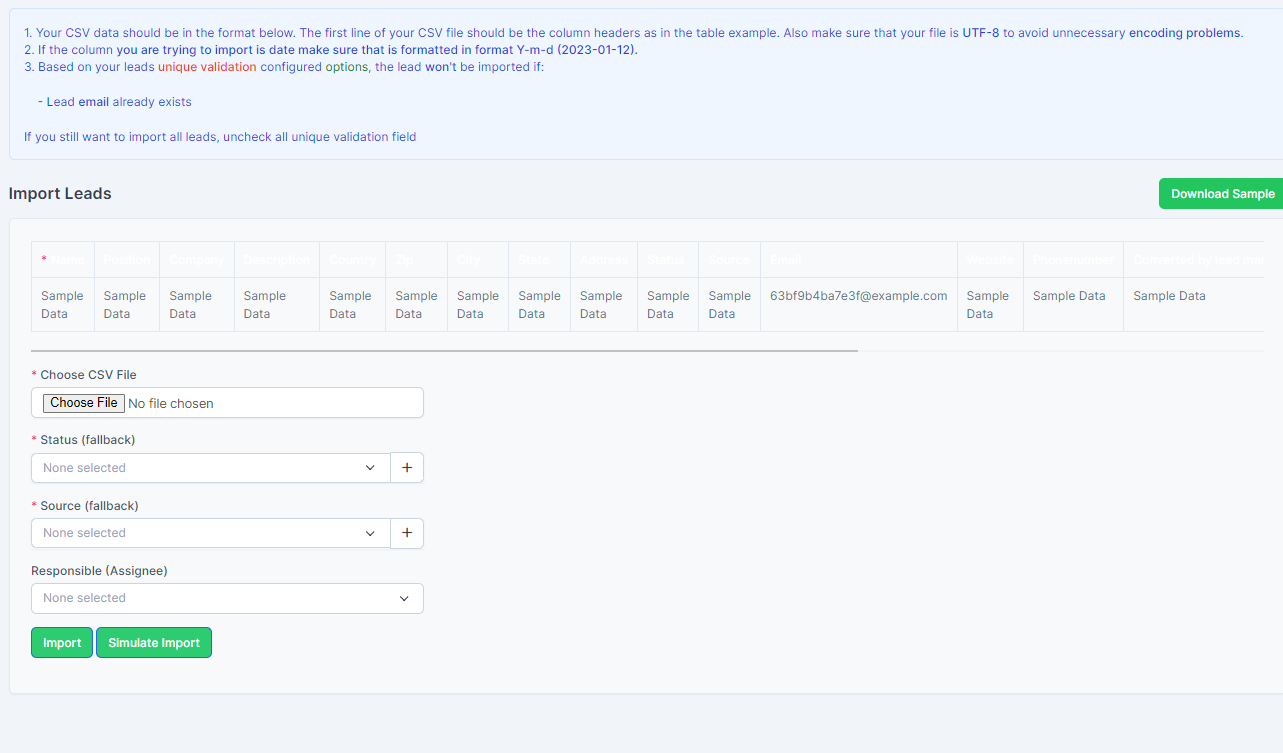 1. Your CSV data should be in the format below. The first line of your CSV file should be the column headers as in the table example. Also make sure that your file is UTF-8 to avoid unnecessary encoding problems.
2. If the column you are trying to import is date make sure that is formatted in format Y-m-d (2023-01-12).
3. Based on your leads unique validation configured options, the lead won't be imported if:
- Lead email already exists
If you still want to import all leads, uncheck all unique validation field
Import Leads
Download Sample
* Name Position Company Description Country Zip City State Address Status Source Email Website Phonenumber Converted by lead
Sample Sample Sample Sample Sample Sample Sample Sample Sample Sample Sample 63bf9b4ba7e3f@example.com Sample Sample Data Sample Data
Data Data Data Data Data Data Data Data Data Data Data Data
* Choose CSV File
Choose File No file chosen
* Status (fallback)
None selected +
* Source (fallback)
None selected +
Responsible (Assignee)
None selected
Import Simulate Import